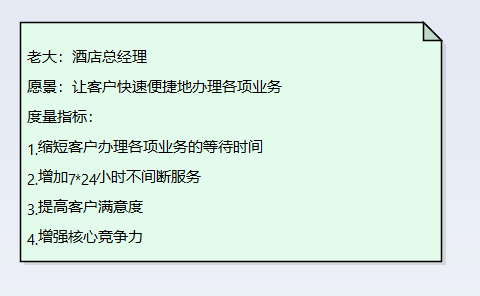 老大：酒店总经理
愿景：让客户快速便捷地办理各项业务
度量指标：
1.缩短客户办理各项业务的等待时间
2.增加7*24小时不间断服务
3.提高客户满意度
4.增强核心竞争力